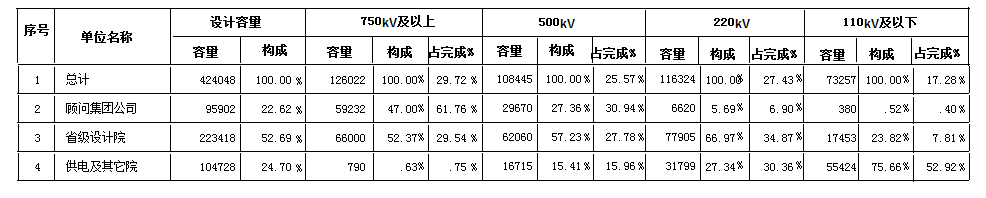 序号 单位名称 设计容量 750kV及以上 500kV 220kV 110kV及以下
容量 构成 容量 构成 占完成% 容量 构成 占完成% 容量 构成 占完成% 容量 构成 占完成%
1 总计 424048 100.00 % 126022 100.00% 29.72 % 108445 100.00% 25.57% 116324 100.00% 27.43% 73257 100.00% 17.28%
2 顾问集团公司 95902 22.62 % 59232 47.00% 61.76 % 29670 27.36% 30.94% 6620 5.69% 6.90% 380 .52% .40%
3 省级设计院 223418 52.69 % 66000 52.37% 29.54 % 62060 57.23% 27.78% 77905 66.97% 34.87% 17453 23.82% 7.81%
4 供电及其它院 104728 24.70 % 790 .63% .75 % 16715 15.41% 15.96% 31799 27.34% 30.36% 55424 75.66% 52.92%